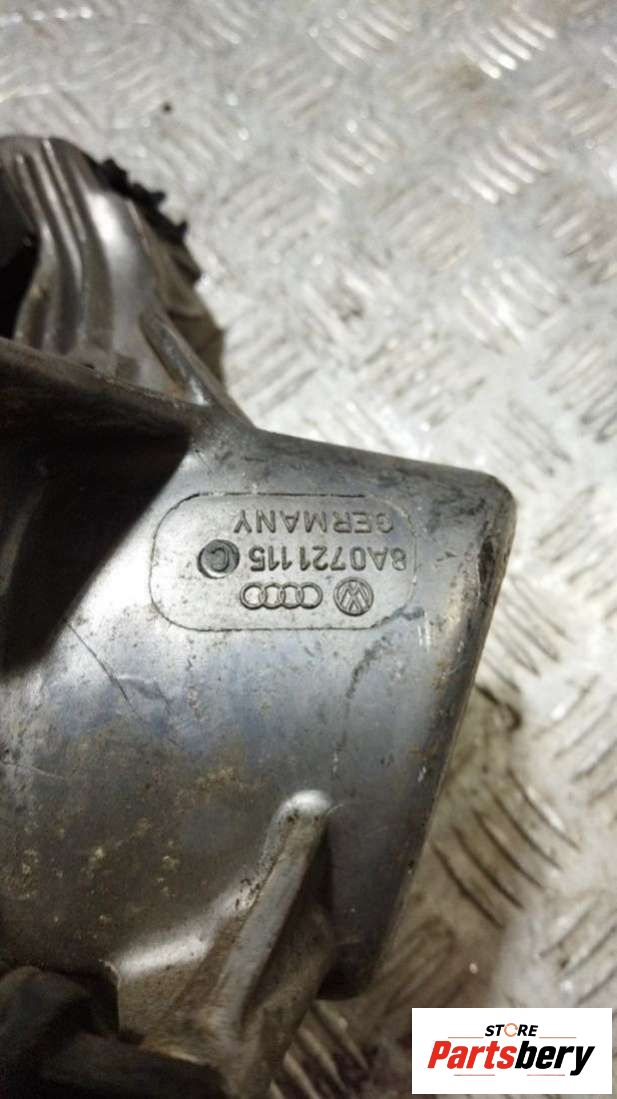 8A0721115 C
GERMANY
STORE
Partsbery